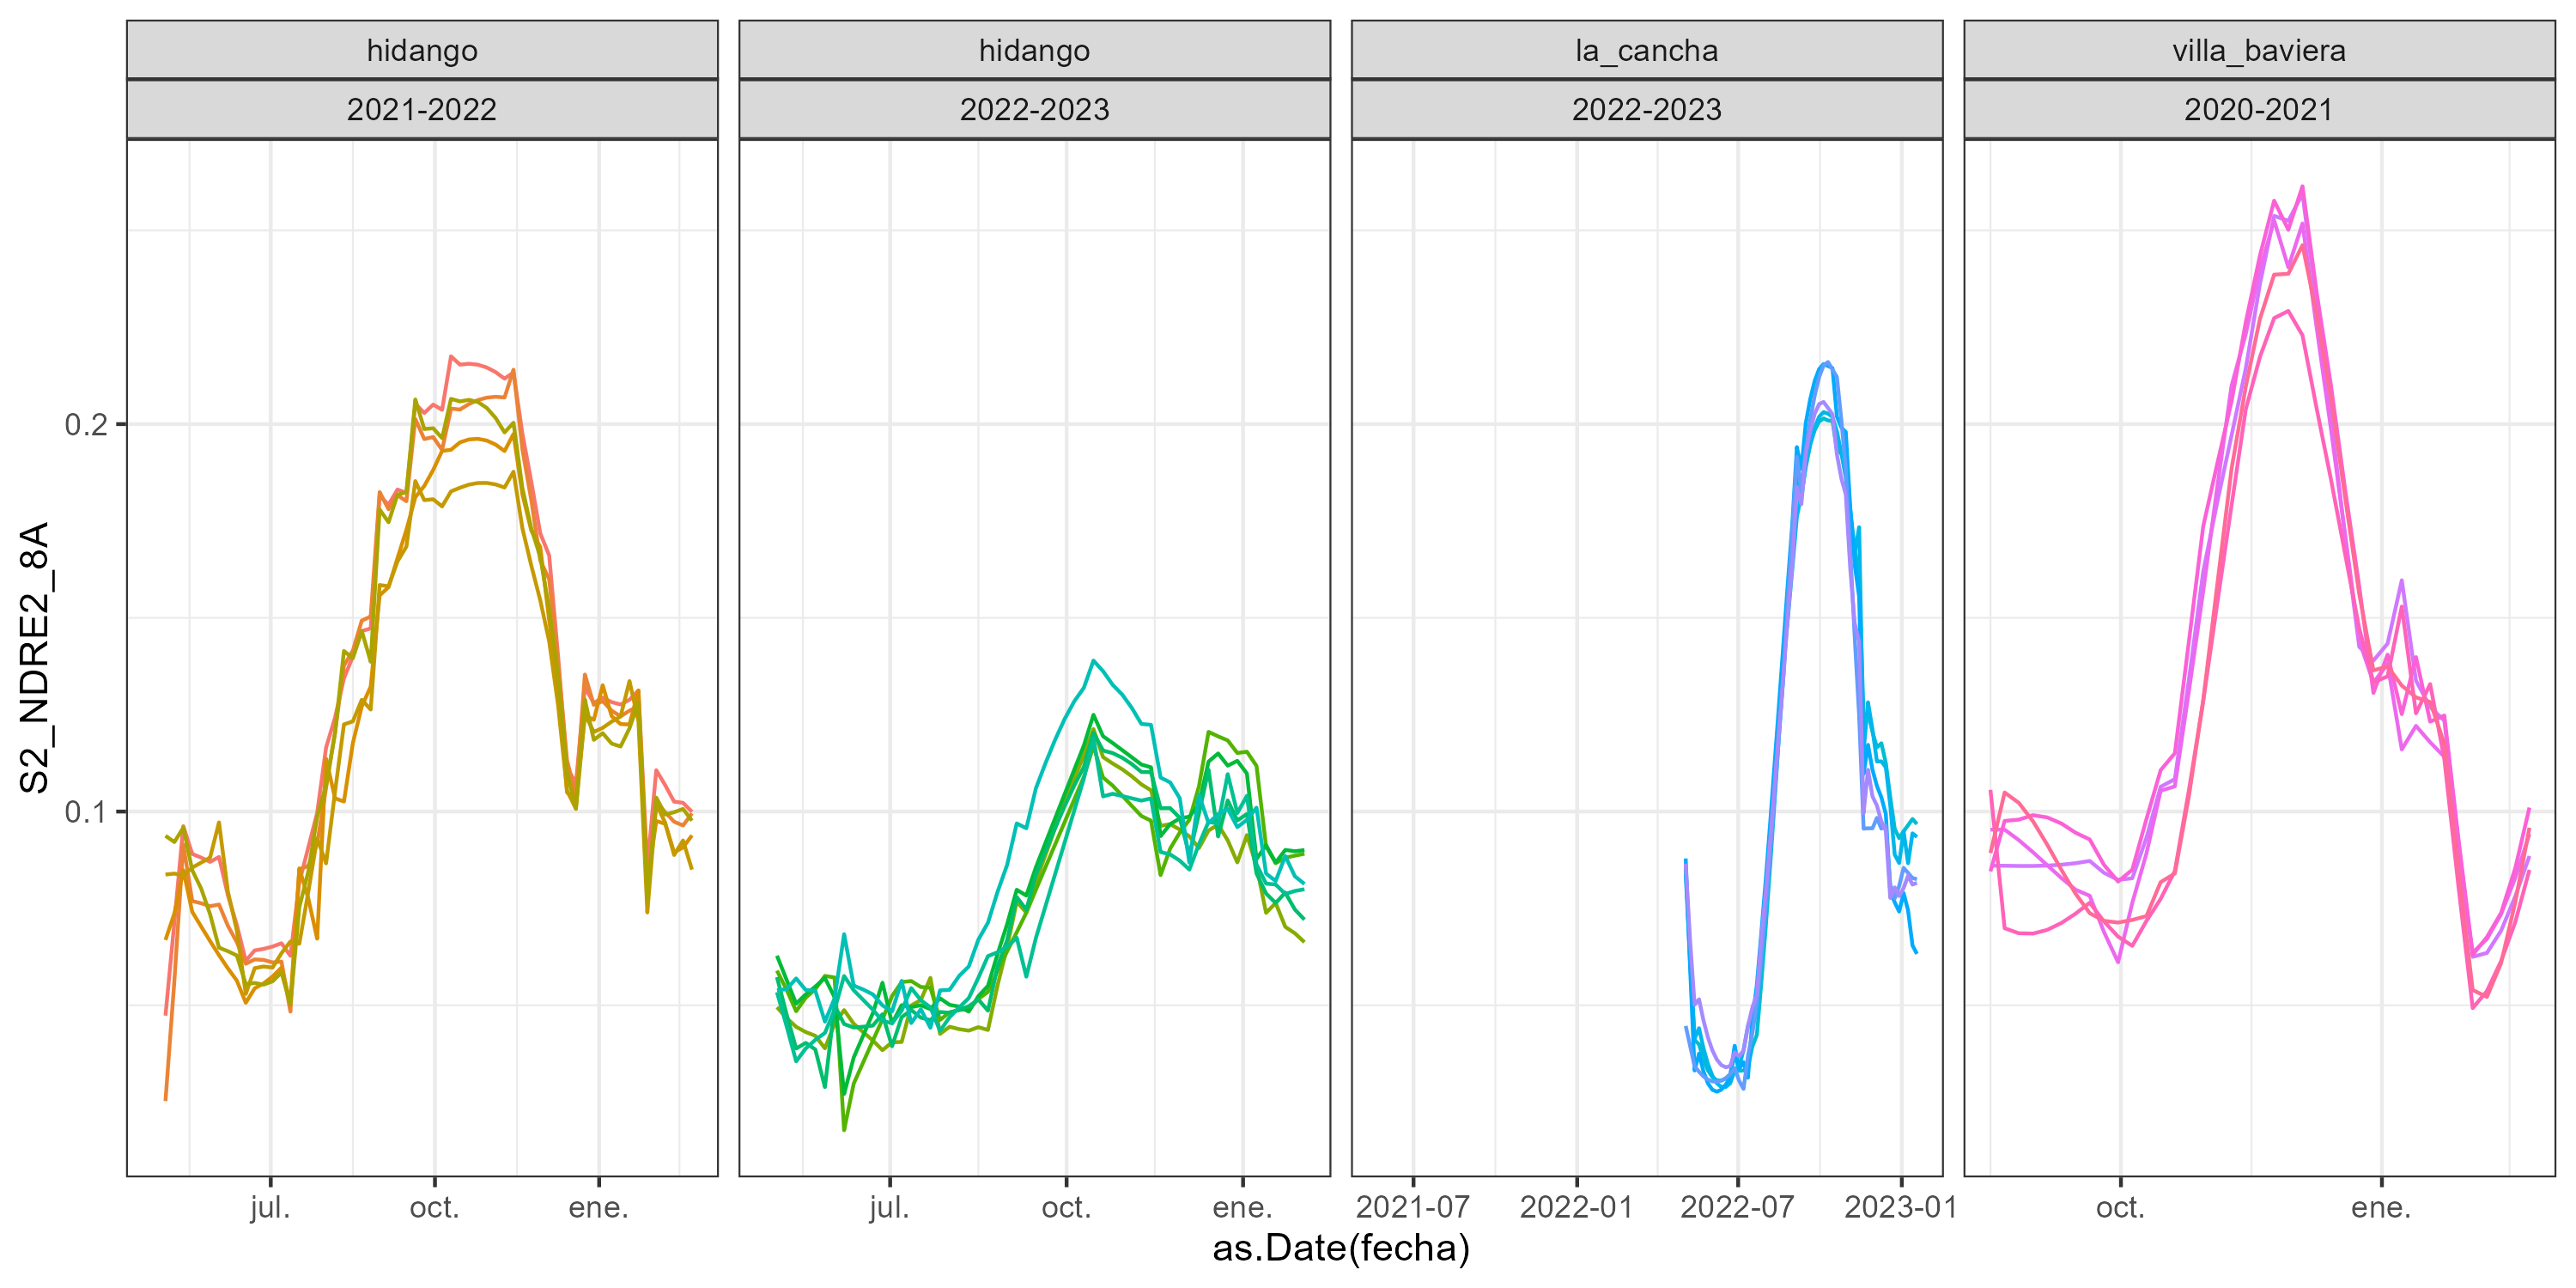 hidango hidango la_cancha villa_baviera
2021-2022 2022-2023 2022-2023 2020-2021
S2_NDRE2_8A
0.2
0.1
jul. oct. ene. jul. oct. ene. 2021-07 2022-01 2022-07 2023-01 oct. ene.
as.Date(fecha)